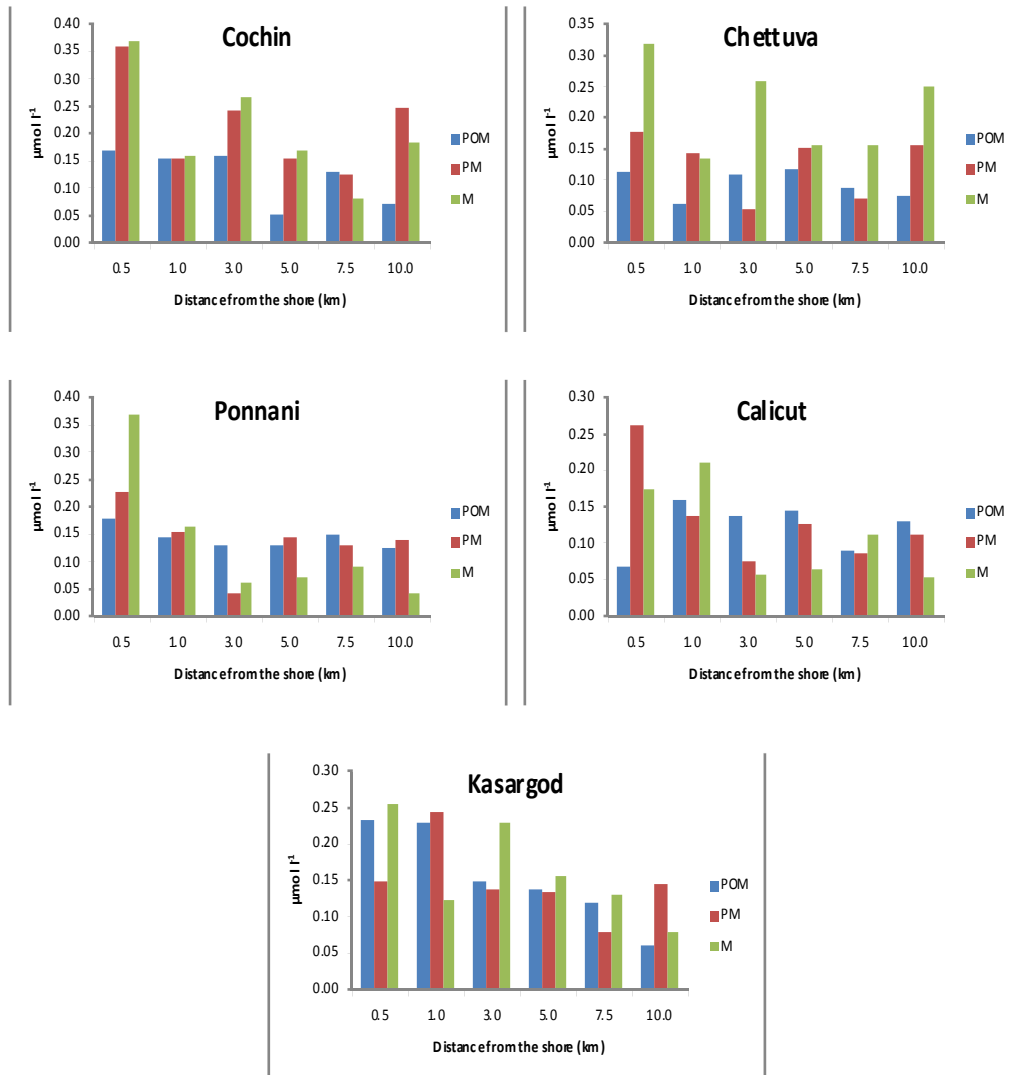 Cochin
0.40
0.35
0.30
0.25
0.20
0.15
0.10
0.05
0.00
µmol l-1
0.5 1.0 3.0 5.0 7.5 10.0
Distance from the shore (km)
POM
PM
M
Chettuva
0.35
0.30
0.25
0.20
0.15
0.10
0.05
0.00
µmol l-1
0.5 1.0 3.0 5.0 7.5 10.0
Distance from the shore (km)
POM
PM
M
Ponnani
0.40
0.35
0.30
0.25
0.20
0.15
0.10
0.05
0.00
µmol l-1
0.5 1.0 3.0 5.0 7.5 10.0
Distance from the shore (km)
POM
PM
M
Calicut
0.30
0.25
0.20
0.15
0.10
0.05
0.00
µmol l-1
0.5 1.0 3.0 5.0 7.5 10.0
Distance from the shore (km)
POM
PM
M
Kasargod
0.30
0.25
0.20
0.15
0.10
0.05
0.00
µmol l-1
0.5 1.0 3.0 5.0 7.5 10.0
Distance from the shore (km)
POM
PM
M